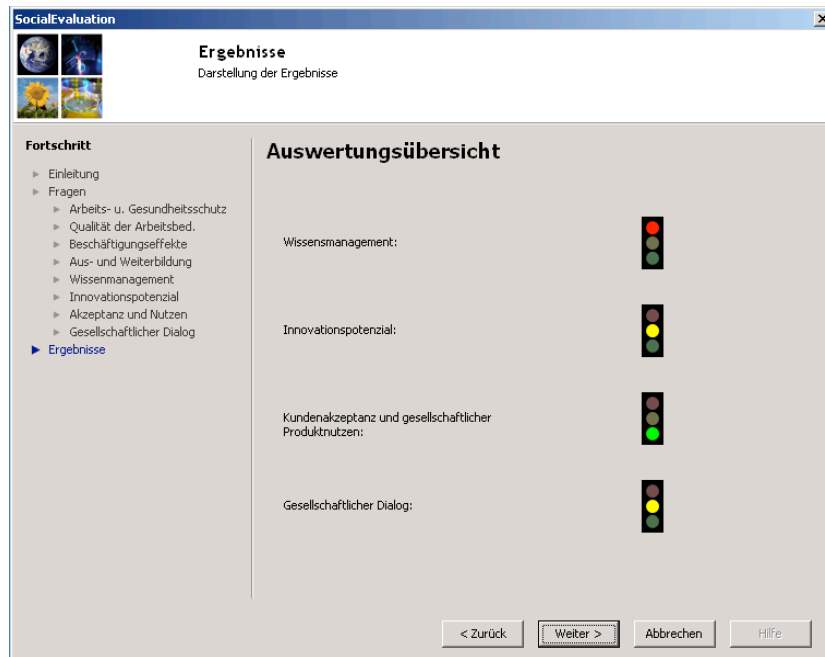 SocialEvaluation
Ergebnisse
Darstellung der Ergebnisse
Fortschritt
Einleitung
Fragen
Arbeits- u. Gesundheitsschutz
Qualität der Arbeitsbed.
Beschäftigungseffekte
Aus- und Weiterbildung
Wissenmanagement
Innovationspotenzial
Akzeptanz und Nutzen
Gesellschaftlicher Dialog
Ergebnisse
Auswertungsübersicht
Wissensmanagement:
Innovationspotenzial:
Kundenakzeptanz und gesellschaftlicher
Produktnutzen:
Gesellschaftlicher Dialog:
< Zurück
Weiter >
Abbrechen
Hilfe